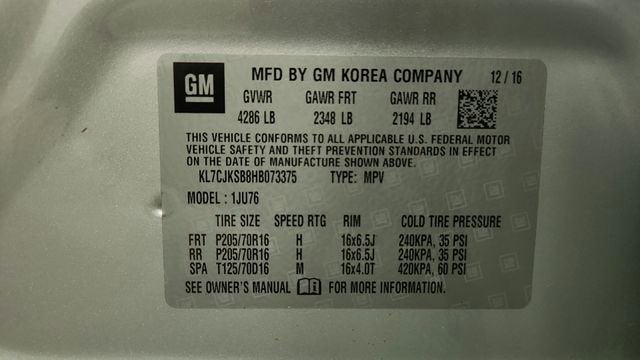 GM MFD BY GM KOREA COMPANY 12/16
GVWR GAWR FRT GAWR RR
4286 LB 2348 LB 2194 LB
THIS VEHICLE CONFORMS TO ALL APPLICABLE U.S. FEDERAL MOTOR
VEHICLE SAFETY AND THEFT PREVENTION STANDARDS IN EFFECT
ON THE DATE OF MANUFACTURE SHOWN ABOVE.
KL7CJKSB8HB073375 TYPE: MPV
MODEL : 1JU76
TIRE SIZE SPEED RTG RIM COLD TIRE PRESSURE
FRT P205/70R16 H 16x6.5J 240KPA, 35 PSI
RR P205/70R16 H 16x6.5J 240KPA, 35 PSI
SPA T125/70D16 M 16x4.0T 420KPA, 60 PSI
SEE OWNER'S MANUAL FOR MORE INFORMATION.